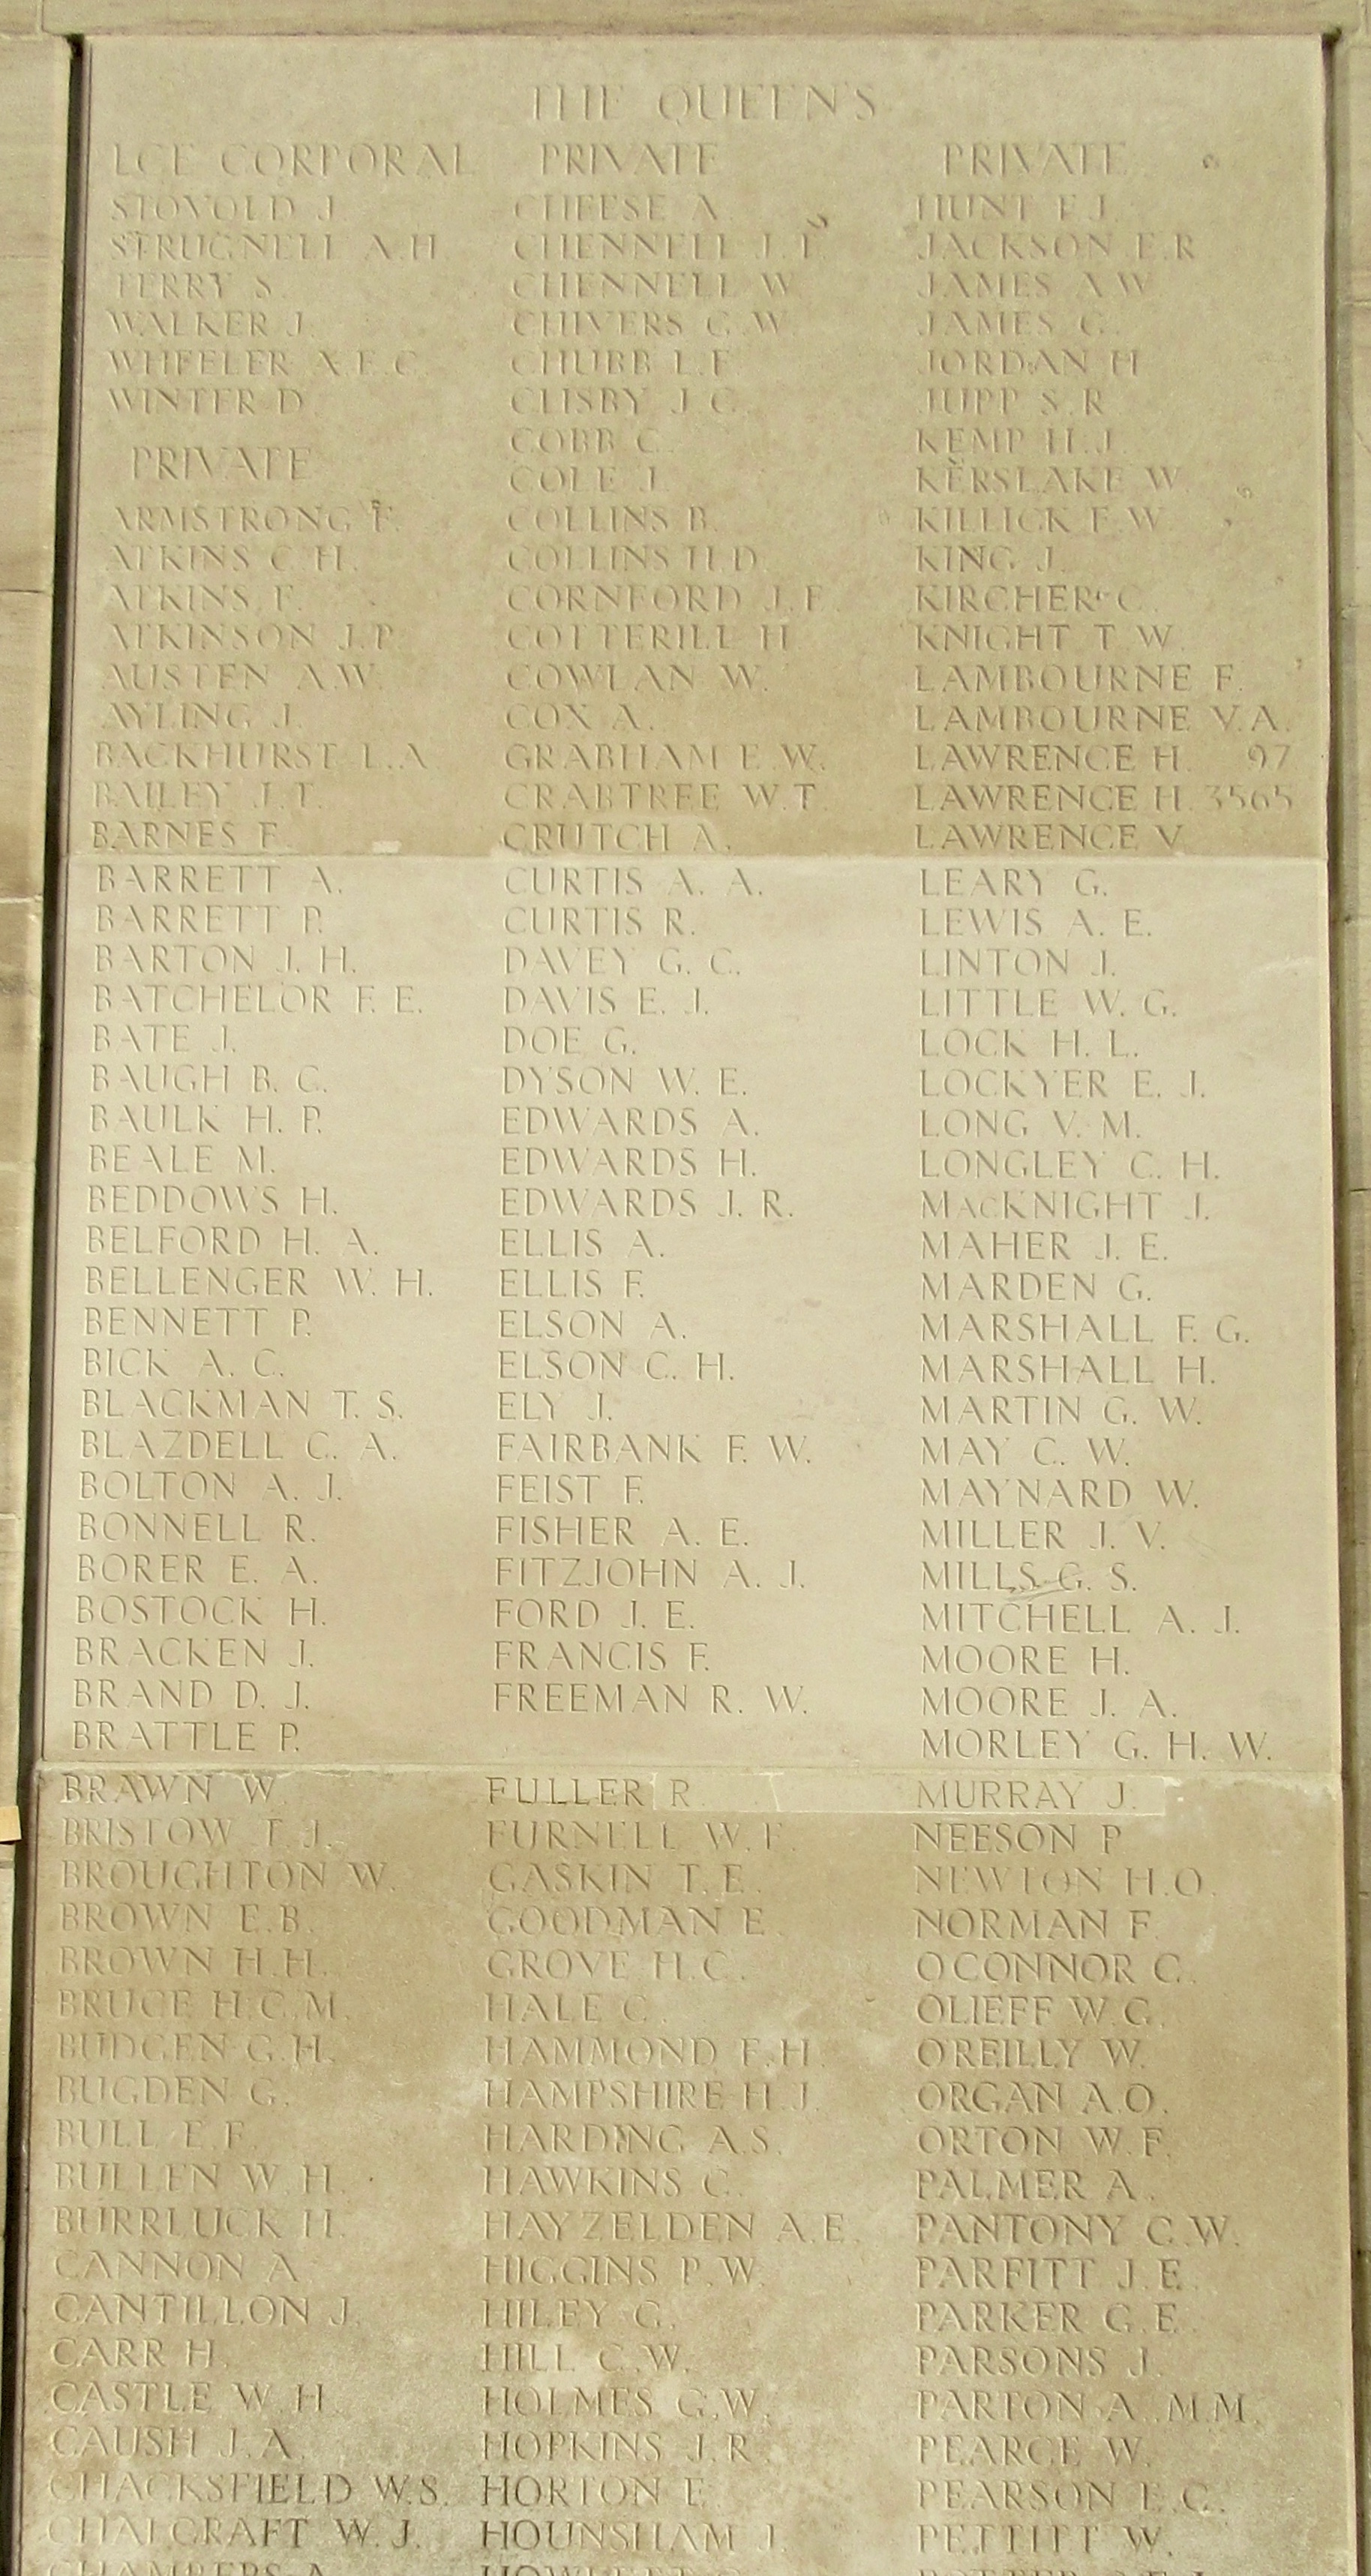 THE QUEEN'S
LCE CORPORAL
STOVOLD J.
STRUGNELL A.H.
TERRY S.
WALKER J.
WHEELER A.E.C.
WINTER D.
PRIVATE
ARMSTRONG F.
ATKINS C.H.
ATKINS F.
ATKINSON J.P.
AUSTEN A.W.
AYLING J.
BACKHURST L.A.
BAILEY J.T.
BARNES F.
BARRETT A.
BARRETT P.
BARTON J. H.
BATCHELOR F. E.
BATE J.
BAUGH B. C.
BAULK H. P.
BEALE M.
BEDDOWS H.
BELFORD H. A.
BELLENGER W. H.
BENNETT P.
BICK A. C.
BLACKMAN T. S.
BLAZDELL C. A.
BOLTON A. J.
BONNELL R.
BORER E. A.
BOSTOCK H.
BRACKEN J.
BRAND D. J.
BRATTLE P.
BRAWN W.
BRISTOW T. J.
BROUGHTON W.
BROWN E.B.
BROWN H.H.
BRUCE H.C.M.
BUDGEN G.H.
BUGDEN G.
BULL E.F.
BULLEN W.H.
BURRLUCK H.
CANNON A.
CANTILLON J.
CARR H.
CASTLE W.H.
CAUSH J.A.
CHACKSFIELD W.S.
CHALCRAFT W.J.
CHAMBERS A.
PRIVATE
CHEESE A.
CHENNELL J.T.
CHENNELL W.
CHIVERS G.W.
CHUBB L.F.
CLISBY J.C.
COBB C.
COLE J.
COLLINS B.
COLLINS H.D.
CORNFORD J.F.
COTTERILL H.
COWLAN W.
COX A.
GRABHAM E.W.
CRABTREE W.T.
CRUTCH A.
CURTIS A. A.
CURTIS R.
DAVEY G. C.
DAVIS E. J.
DOE G.
DYSON W. E.
EDWARDS A.
EDWARDS H.
EDWARDS J. R.
ELLIS A.
ELLIS F.
ELSON A.
ELSON C. H.
ELY J.
FAIRBANK F. W.
FEIST F.
FISHER A. E.
FITZJOHN A. J.
FORD J. E.
FRANCIS F.
FREEMAN R. W.
FULLER R.
FURNELL W.F.
GASKIN T.E.
GOODMAN E.
GROVE H.C.
HALE C.
HAMMOND F.H.
HAMPSHIRE H.J.
HARDING A.S.
HAWKINS C.
HAYZELDEN A.E.
HIGGINS P.W.
HILEY G.
HILL C.W.
HOLMES G.W.
HOPKINS J.R.
HORTON E.
HOUNSHAM J.
PRIVATE
HUNT F.J.
JACKSON E.R.
JAMES A.W.
JAMES G.
JORDAN H.
JUPP S.R.
KEMP H.J.
KERSLAKE W.
KILLICK F.W.
KING J.
KIRCHER C.
KNIGHT T.W.
LAMBOURNE F.
LAMBOURNE V.A.
LAWRENCE H. 97
LAWRENCE H. 3565
LAWRENCE V.
LEARY G.
LEWIS A. E.
LINTON J.
LITTLE W. G.
LOCK H. L.
LOCKYER E. J.
LONG V. M.
LONGLEY C. H.
MACKNIGHT J.
MAHER J. E.
MARDEN G.
MARSHALL F. G.
MARSHALL H.
MARTIN G. W.
MAY C. W.
MAYNARD W.
MILLER J. V.
MILLS G. S.
MITCHELL A. J.
MOORE H.
MOORE J. A.
MORLEY G. H. W.
MURRAY J.
NEESON P.
NEWTON H.O.
NORMAN F.
O'CONNOR C.
OLIEFF W.G.
O'REILLY W.
ORGAN A.O.
ORTON W.F.
PALMER A.
PANTONY C.W.
PARFITT J.E.
PARKER G.E.
PARSONS J.
PARTON A. M.M.
PEARCE W.
PEARSON E.C.
PETTITT W.